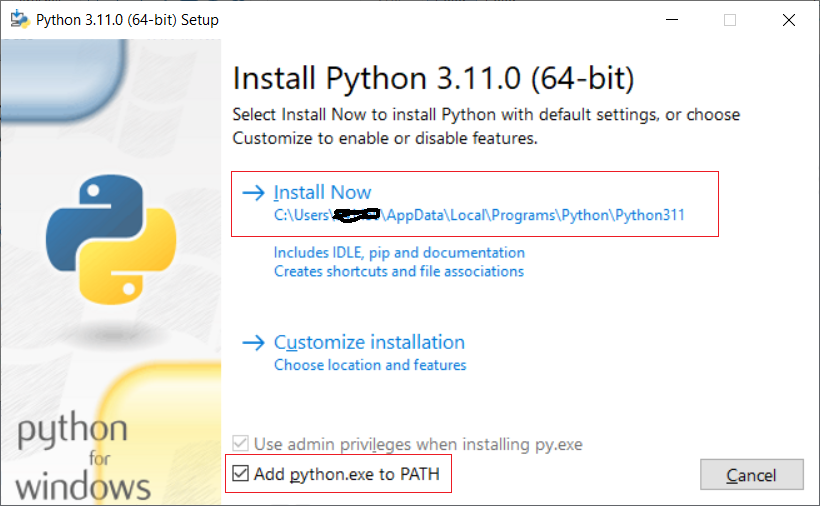 Python 3.11.0 (64-bit) Setup
Install Python 3.11.0 (64-bit)
Select Install Now to install Python with default settings, or choose
Customize to enable or disable features.
Install Now
C:\Users\ \AppData\Local\Programs\Python\Python311
Includes IDLE, pip and documentation
Creates shortcuts and file associations
Customize installation
Choose location and features
Use admin privileges when installing py.exe
Add python.exe to PATH
Cancel
python
for
windows